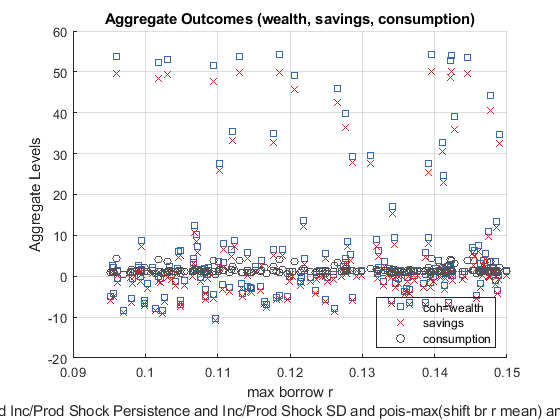 Aggregate Outcomes (wealth, savings, consumption)
60
50
40
30
20
10
0
-10
-20
Aggregate Levels
0.09
0.1
0.11
0.12
0.13
0.14
0.15
coh=wealth
savings
consumption
max borrow r
d Inc/Prod Shock Persistence and Inc/Prod Shock SD and pois-max(shift br r mean) an